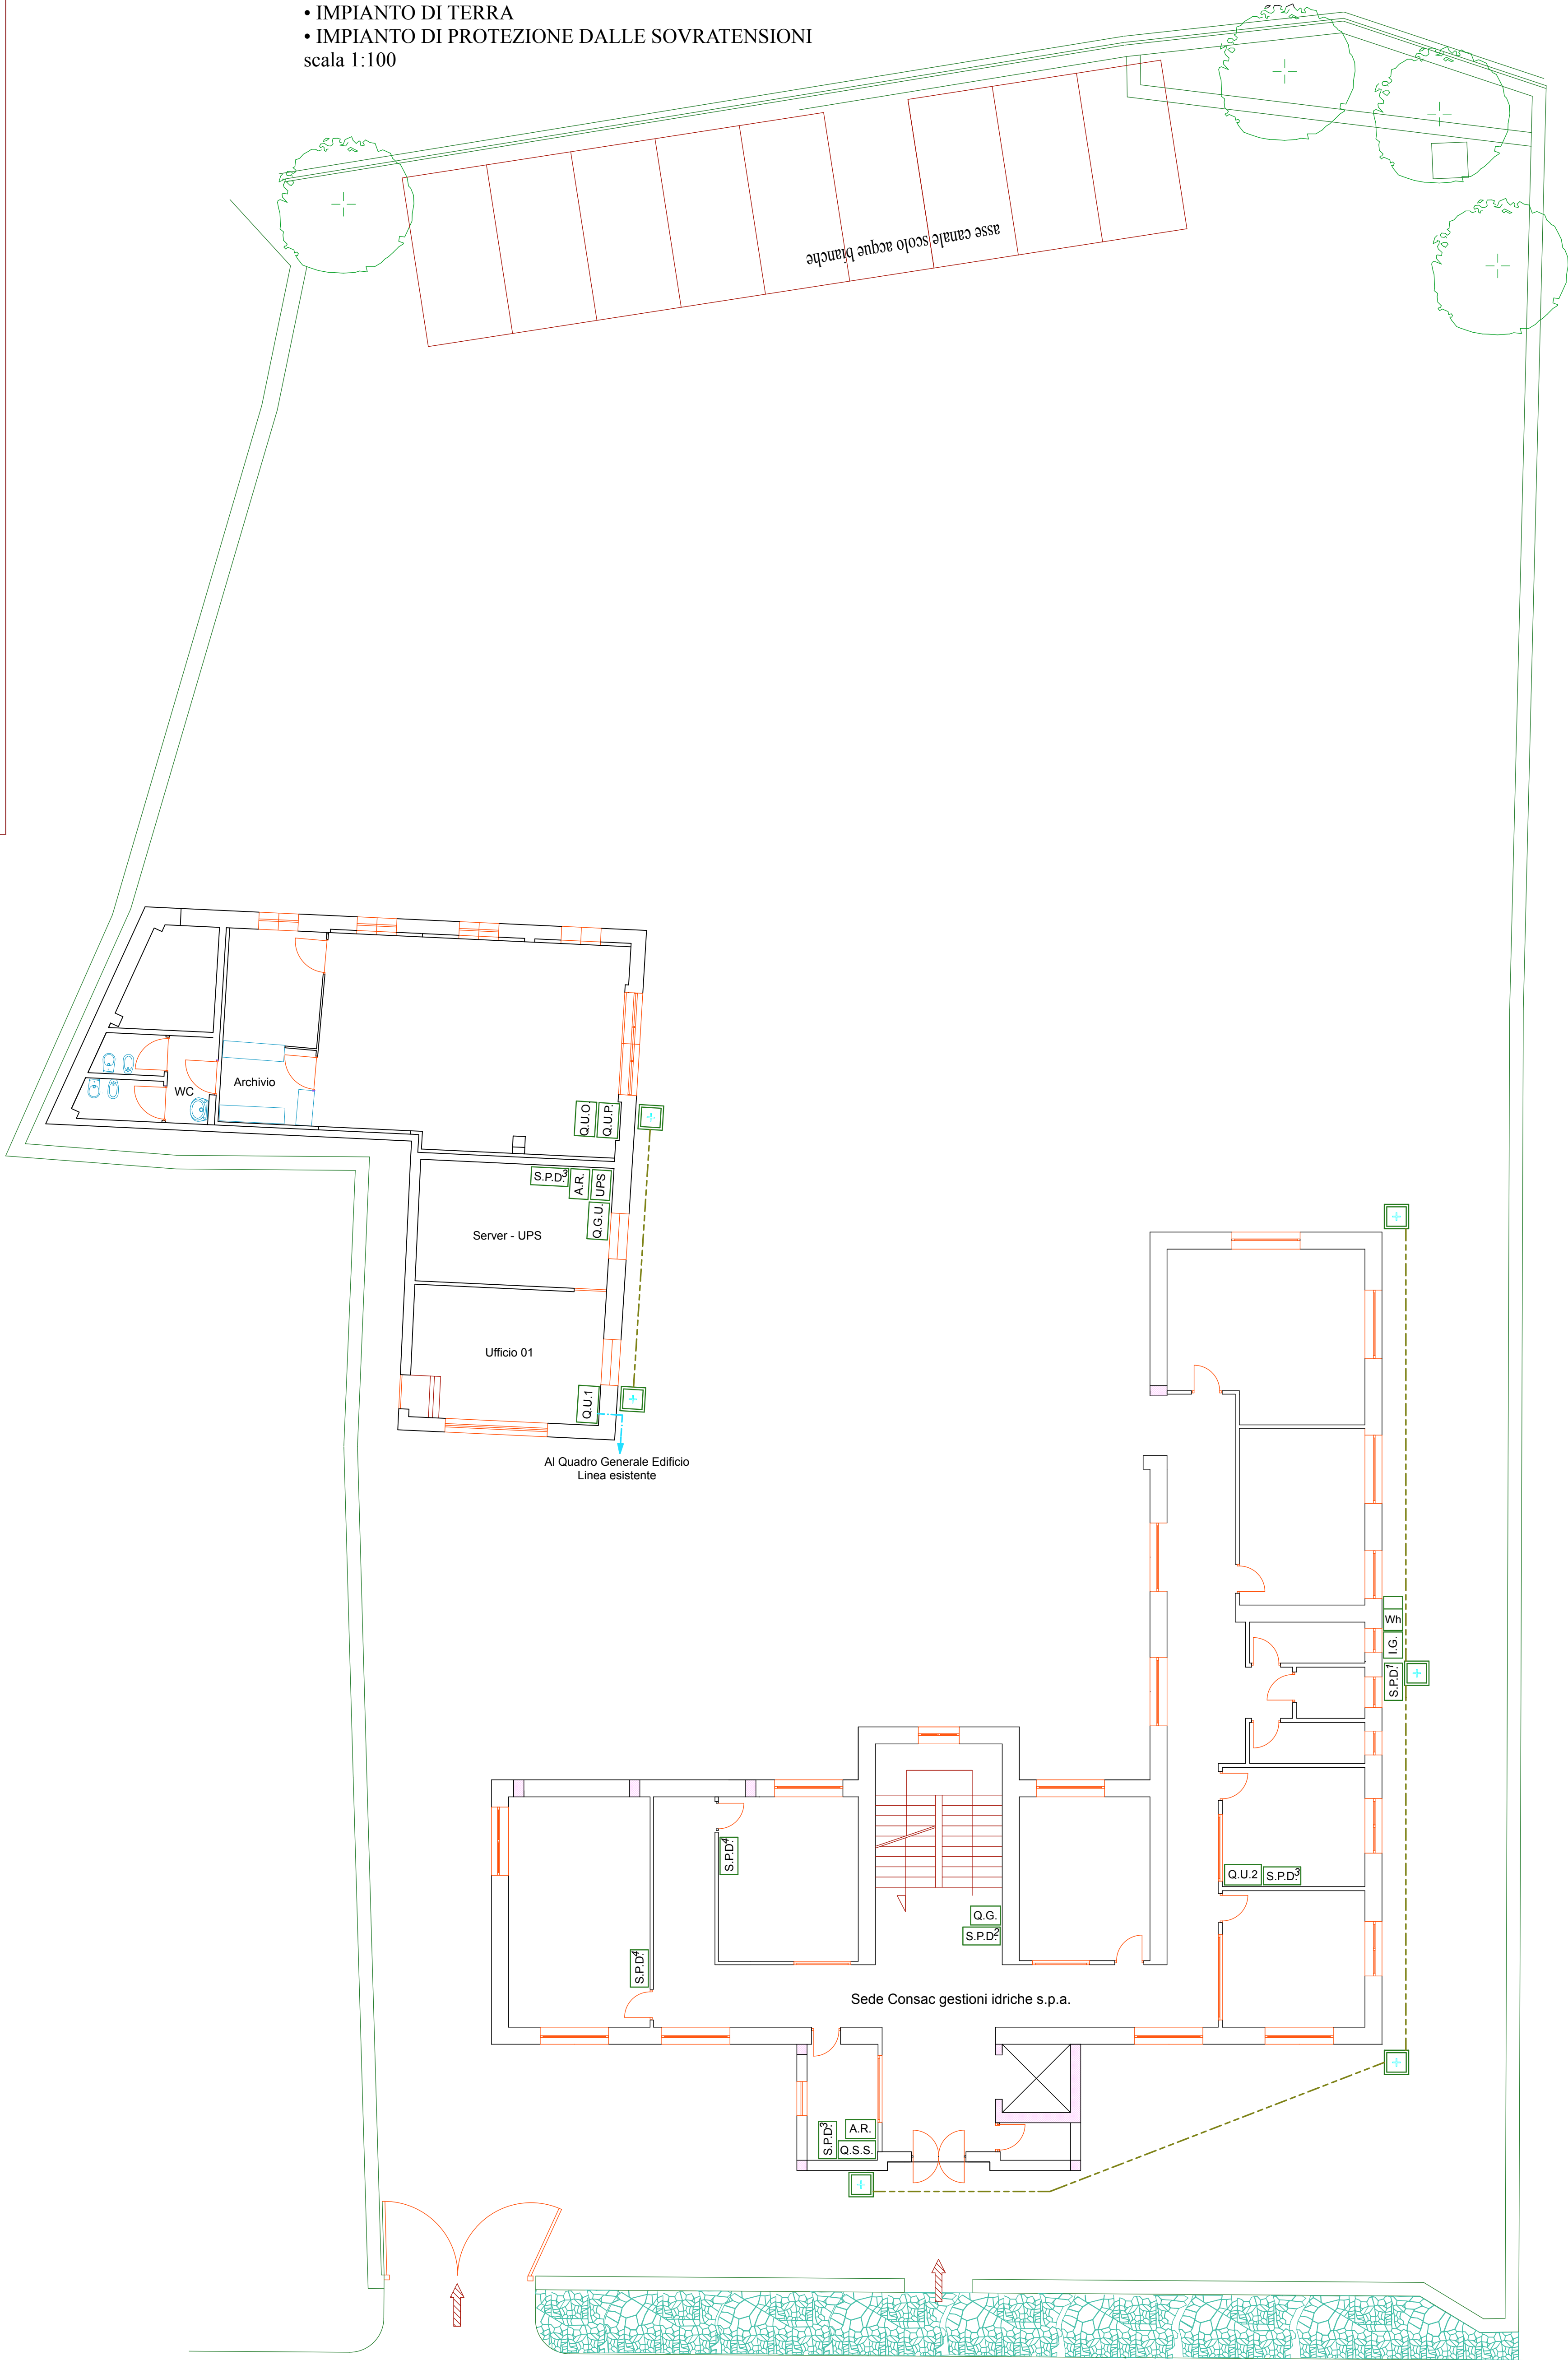 • IMPIANTO DI TERRA
• IMPIANTO DI PROTEZIONE DALLE SOVRATENSIONI
scala 1:100
asse canale scolo acque bianche
WC
Archivio
Q.U.O.
Q.U.P.
S.P.D.3
A.R.
UPS
Q.G.U.
Server - UPS
Ufficio 01
Q.U.1
Al Quadro Generale Edificio
Linea esistente
Wh
I.G.
S.P.D.1
S.P.D.4
Q.U.2
S.P.D.3
Q.G.
S.P.D.2
S.P.D.4
Sede Consac gestioni idriche s.p.a.
S.P.D.3
A.R.
Q.S.S.